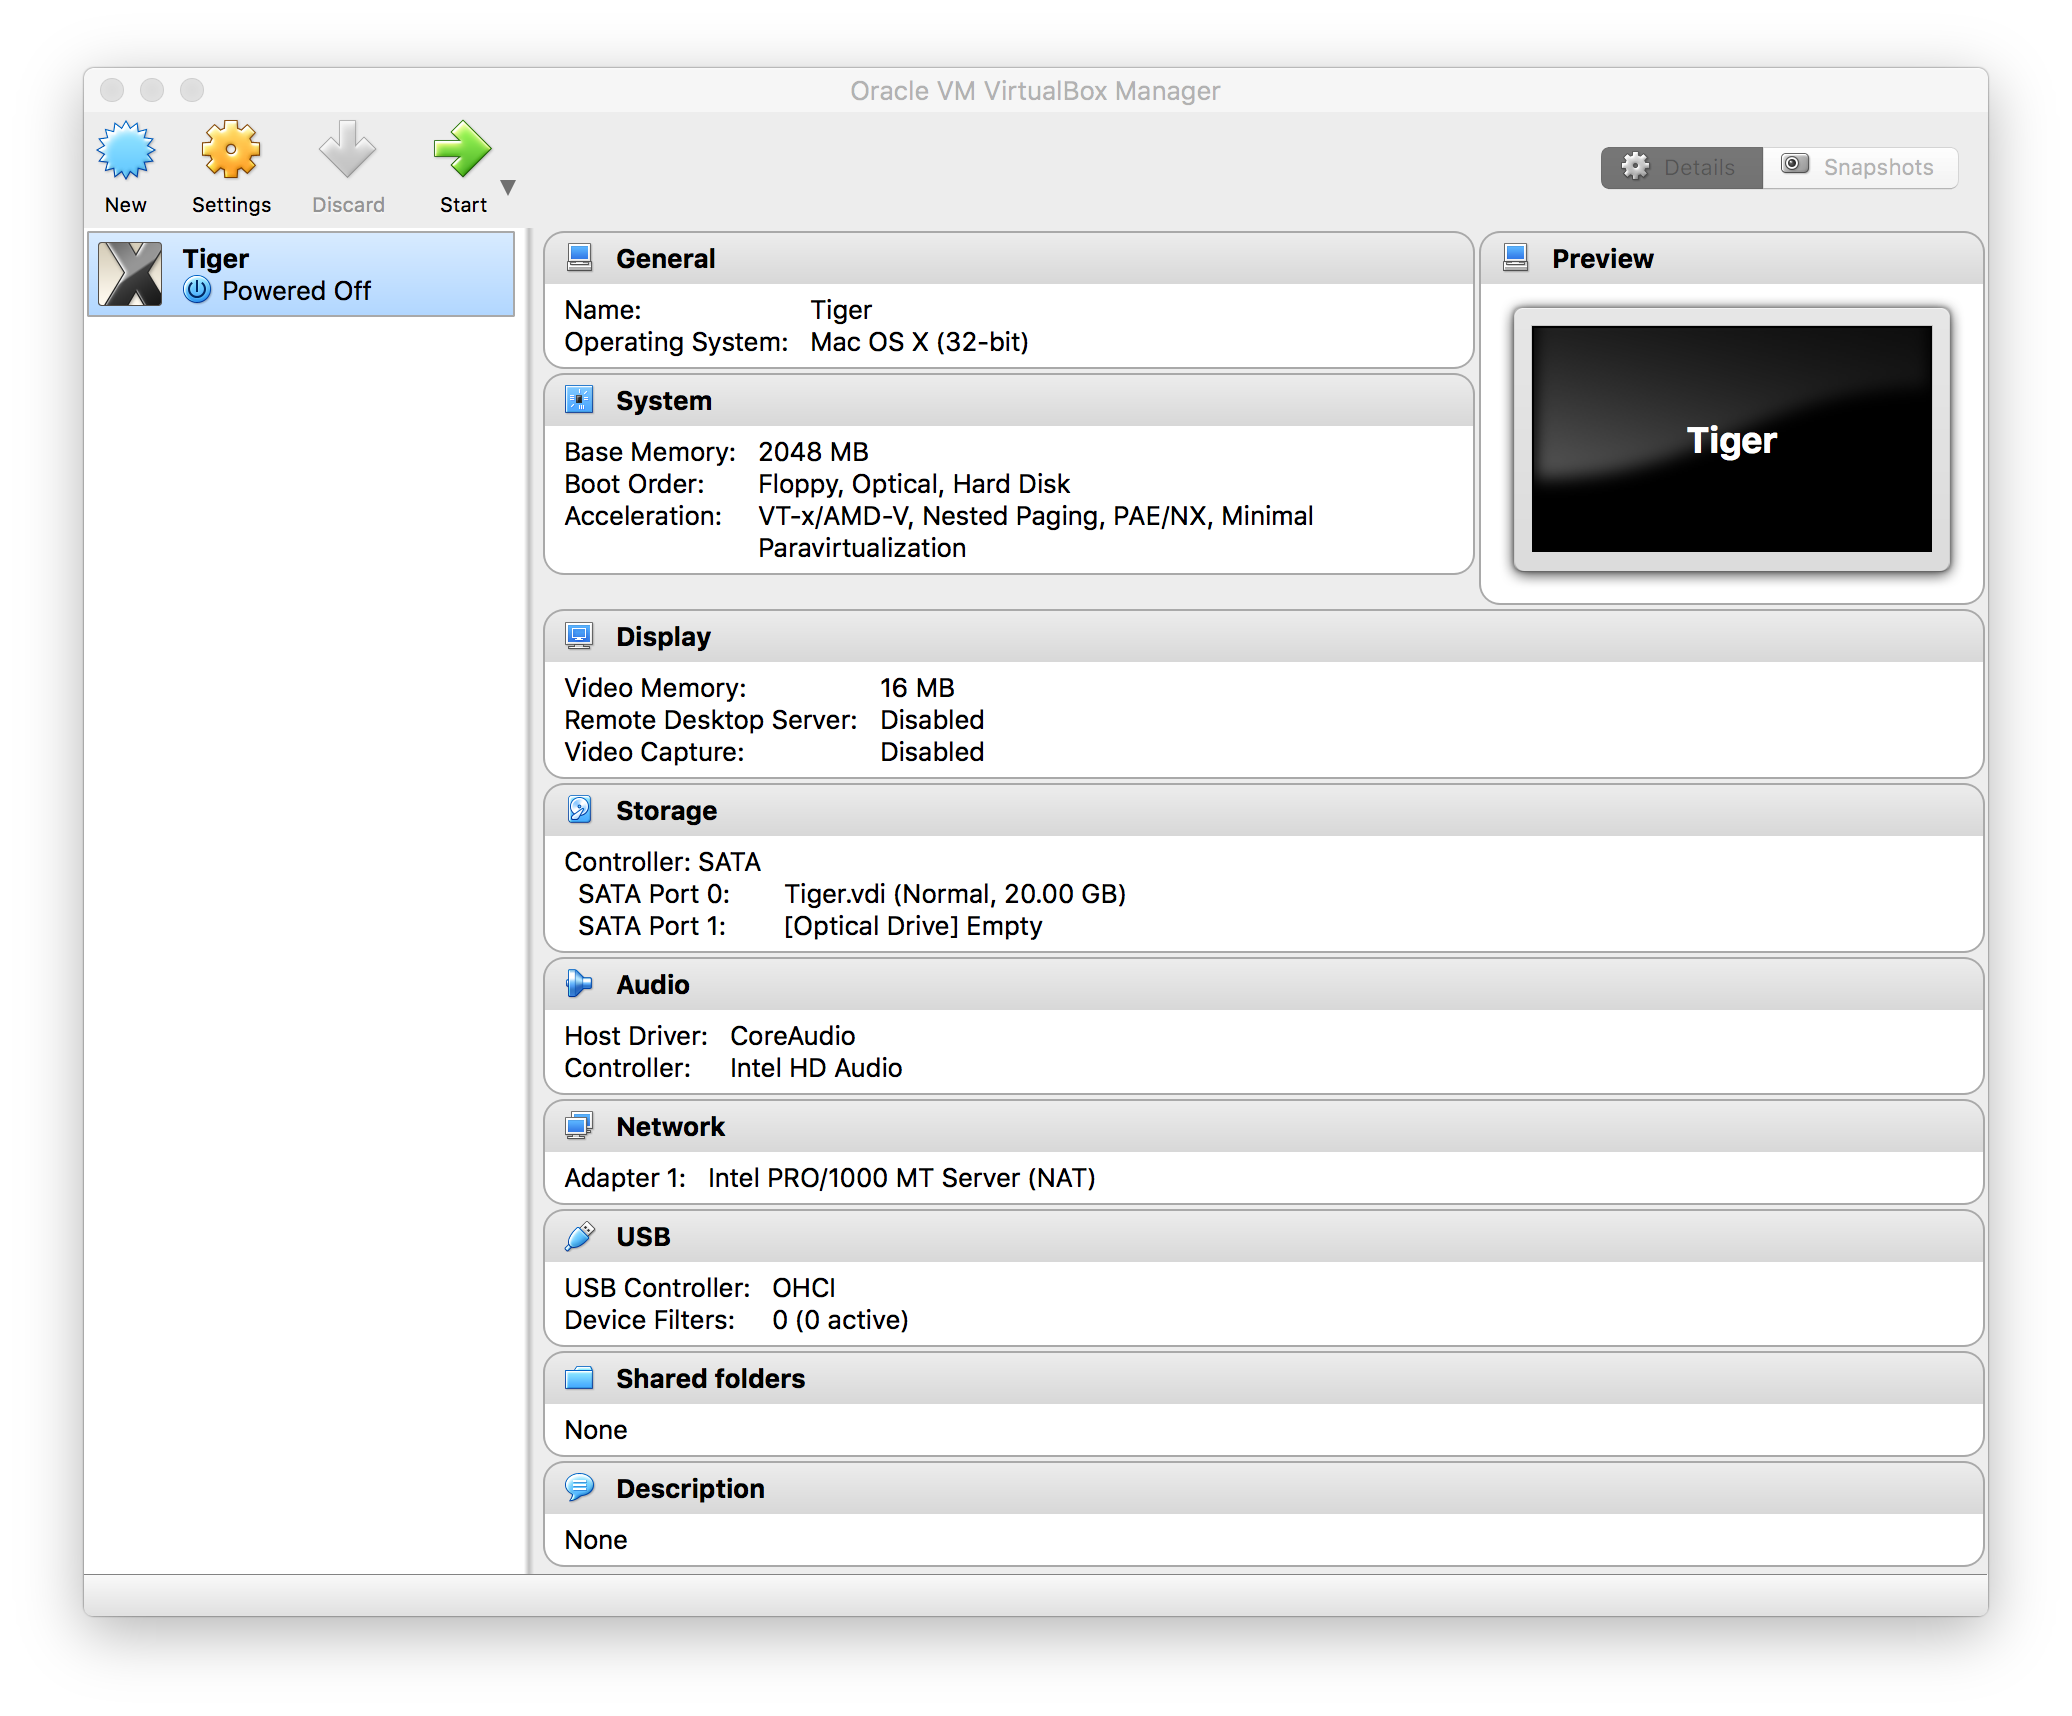 Oracle VM VirtualBox Manager
New
Settings
Discard
Start
Details
Snapshots
Tiger
Powered Off
General
Name: Tiger
Operating System: Mac OS X (32-bit)
System
Base Memory: 2048 MB
Boot Order: Floppy, Optical, Hard Disk
Acceleration: VT-x/AMD-V, Nested Paging, PAE/NX, Minimal
Paravirtualization
Preview
Tiger
Display
Video Memory: 16 MB
Remote Desktop Server: Disabled
Video Capture: Disabled
Storage
Controller: SATA
SATA Port 0: Tiger.vdi (Normal, 20.00 GB)
SATA Port 1: [Optical Drive] Empty
Audio
Host Driver: CoreAudio
Controller: Intel HD Audio
Network
Adapter 1: Intel PRO/1000 MT Server (NAT)
USB
USB Controller: OHCI
Device Filters: 0 (0 active)
Shared folders
None
Description
None